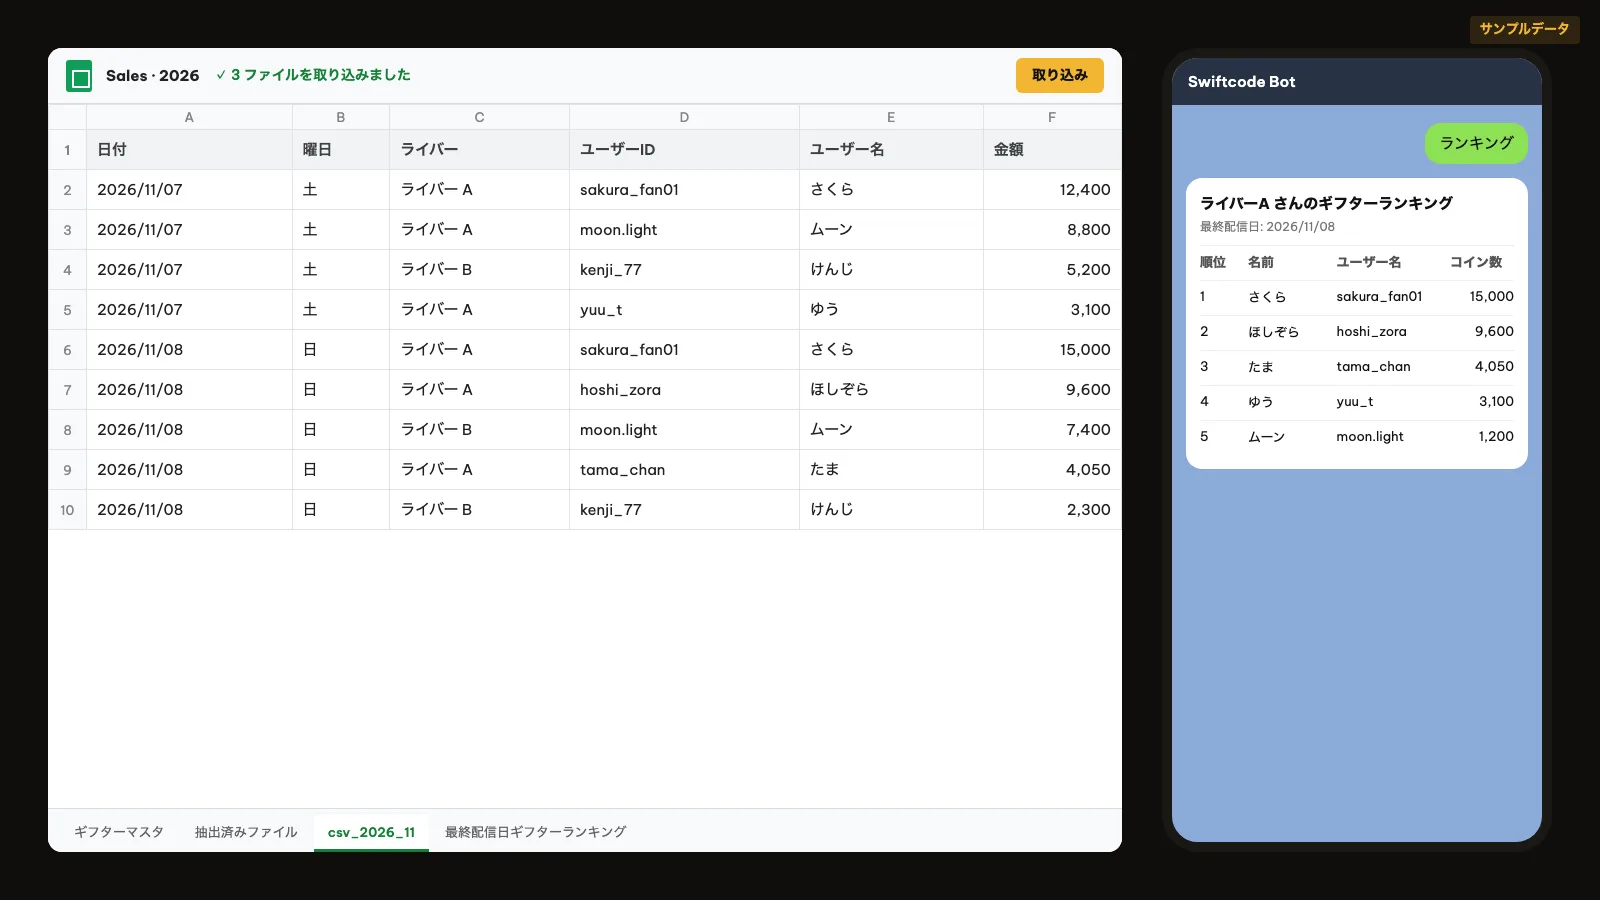 サンプルデータ
Sales · 2026 ✓ 3 ファイルを取り込みました 取り込み
A B C D E F
1 日付 曜日 ライバー ユーザーID ユーザー名 金額
2 2026/11/07 土 ライバー A sakura_fan01 さくら 12,400
3 2026/11/07 土 ライバー A moon.light ムーン 8,800
4 2026/11/07 土 ライバー B kenji_77 けんじ 5,200
5 2026/11/07 土 ライバー A yuu_t ゆう 3,100
6 2026/11/08 日 ライバー A sakura_fan01 さくら 15,000
7 2026/11/08 日 ライバー A hoshi_zora ほしぞら 9,600
8 2026/11/08 日 ライバー B moon.light ムーン 7,400
9 2026/11/08 日 ライバー A tama_chan たま 4,050
10 2026/11/08 日 ライバー B kenji_77 けんじ 2,300
ギフターマスタ 抽出済みファイル csv_2026_11 最終配信日ギフターランキング
Swiftcode Bot
ランキング
ライバーA さんのギフターランキング
最終配信日: 2026/11/08
順位 名前 ユーザー名 コイン数
1 さくら sakura_fan01 15,000
2 ほしぞら hoshi_zora 9,600
3 たま tama_chan 4,050
4 ゆう yuu_t 3,100
5 ムーン moon.light 1,200